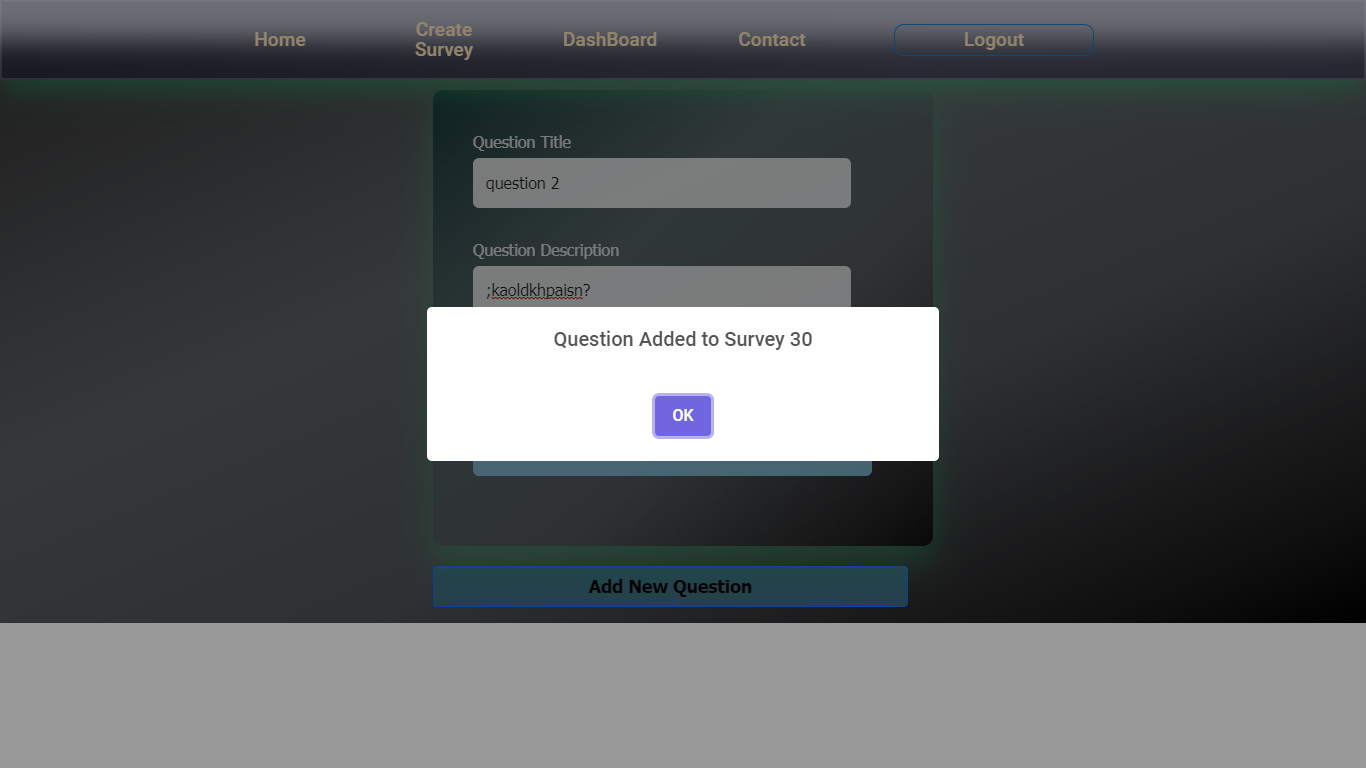 Home
Create
Survey
DashBoard
Contact
Logout
Question Title
question 2
Question Description
;kaoldkhpaisn?
Question Added to Survey 30
OK
Add New Question